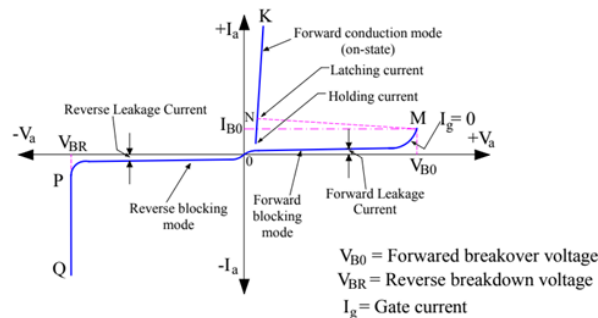 +Ia
K
Forward conduction mode
(on-state)
Latching current
N
Holding current
Reverse Leakage Current
IB0
M
Ig= 0
-Va
VBR
+Va
0
VB0
P
Reverse blocking
mode
Forward
blocking
mode
Forward Leakage
Current
Q
-Ia
VB0 = Forwared breakover voltage
VBR = Reverse breakdown voltage
Ig = Gate current